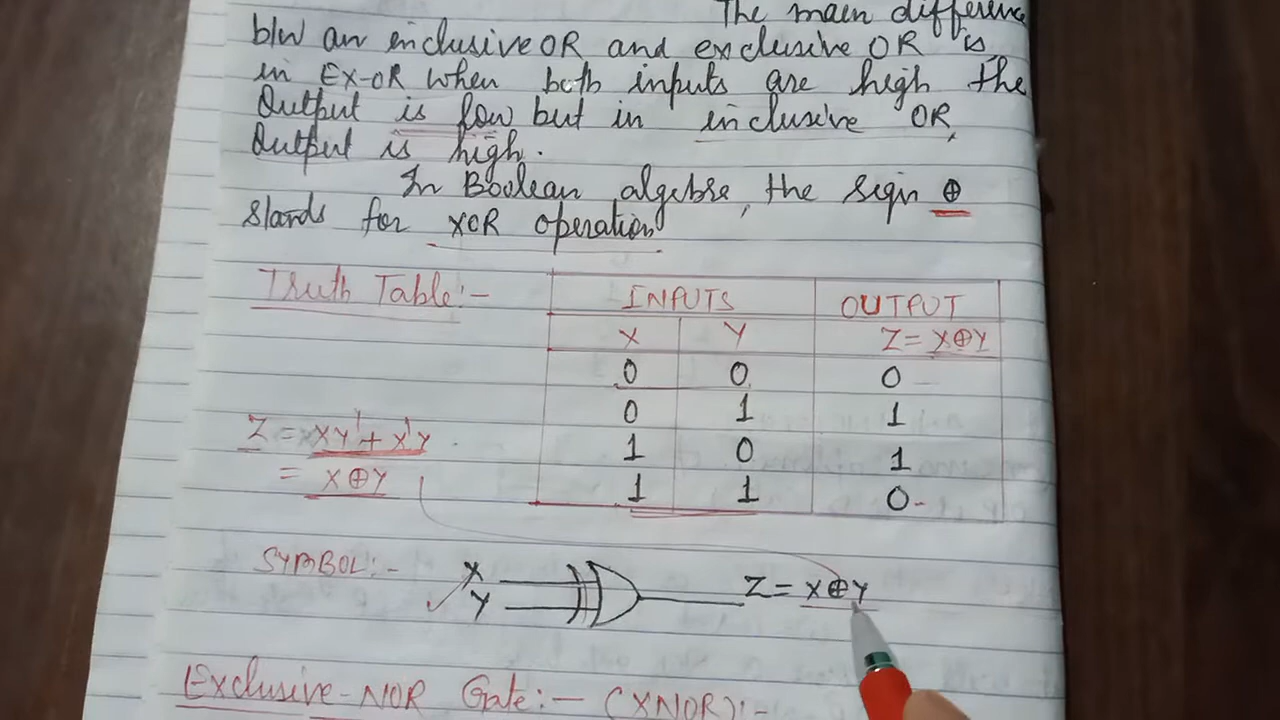 The main difference
b/w an inclusive OR and exclusive OR is
in EX-OR when both inputs are high the
Output is low but in inclusive OR,
Output is high.
In Boolean algebre, the sign ⊕
stands for XOR operation
Truth Table:-
INPUTS OUTPUT
X Y Z = X⊕Y
0 0 0
0 1 1
1 0 1
1 1 0
Z = XY' + X'Y
= X⊕Y
SYMBOL:-
X
Y
Z = X⊕Y
Exclusive-NOR Gate:- (XNOR):-